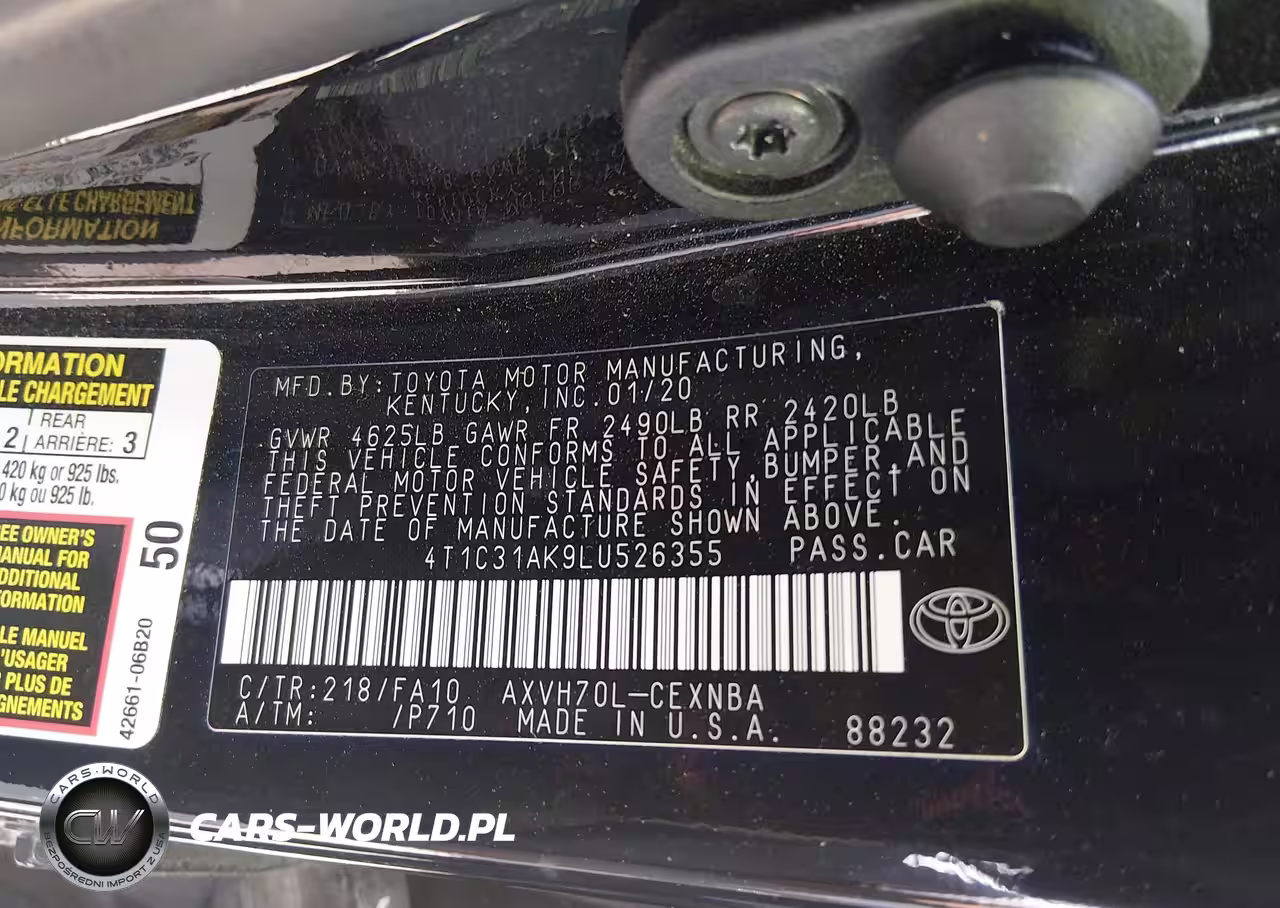 ORMATION
LE CHARGEMENT
REAR
2 ARRIÈRE: 3
420 kg or 925 lbs.
0 kg ou 925 lb.
EE OWNER'S
MANUAL FOR
DDITIONAL
FORMATION
LE MANUEL
'USAGER
PLUS DE
GNEMENTS
50
42661-06B20
MFD.BY:TOYOTA MOTOR MANUFACTURING,
KENTUCKY,INC.01/20
GVWR 4625LB GAWR FR 2490LB RR 2420LB
THIS VEHICLE CONFORMS TO ALL APPLICABLE
FEDERAL MOTOR VEHICLE SAFETY,BUMPER,AND
THEFT PREVENTION STANDARDS IN EFFECT ON
THE DATE OF MANUFACTURE SHOWN ABOVE.
4T1C31AK9LU526355 PASS.CAR
C/TR:218/FA10 AXVH70L-CEXNBA
A/TM: /P710 MADE IN U.S.A. 88232
CARS-WORLD
CW
BEZPOŚREDNI IMPORT Z USA
CARS-WORLD.PL